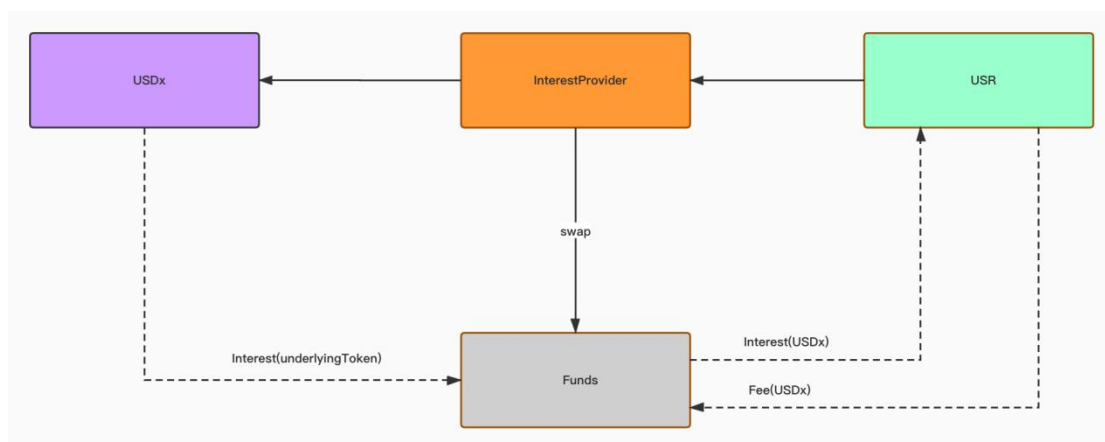 USDx
InterestProvider
USR
swap
Interest(USDx)
Interest(underlyingToken)
Funds
Fee(USDx)